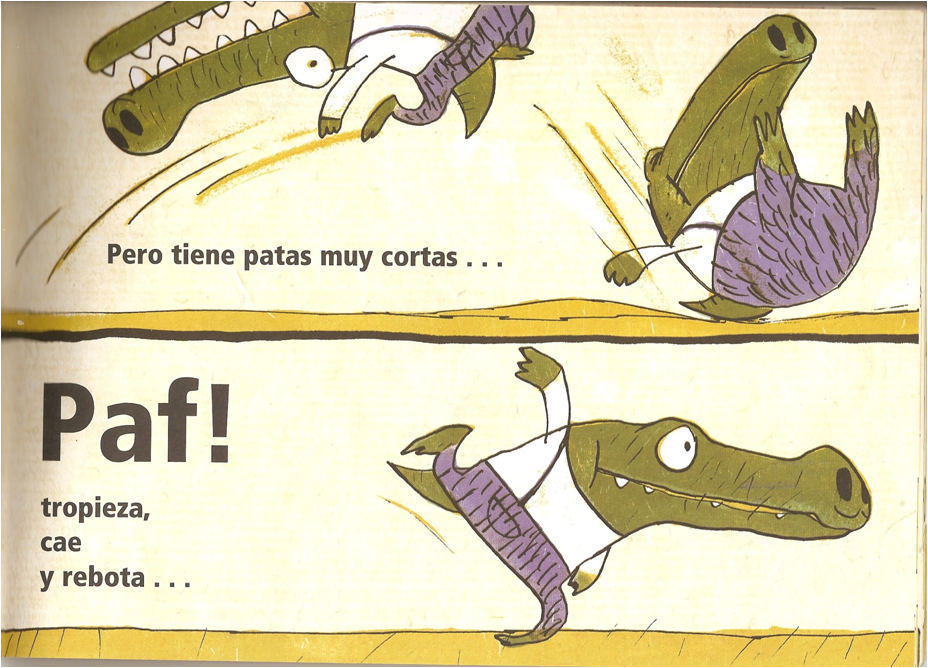 Pero tiene patas muy cortas . . .
Paf!
tropieza,
cae
y rebota . . .